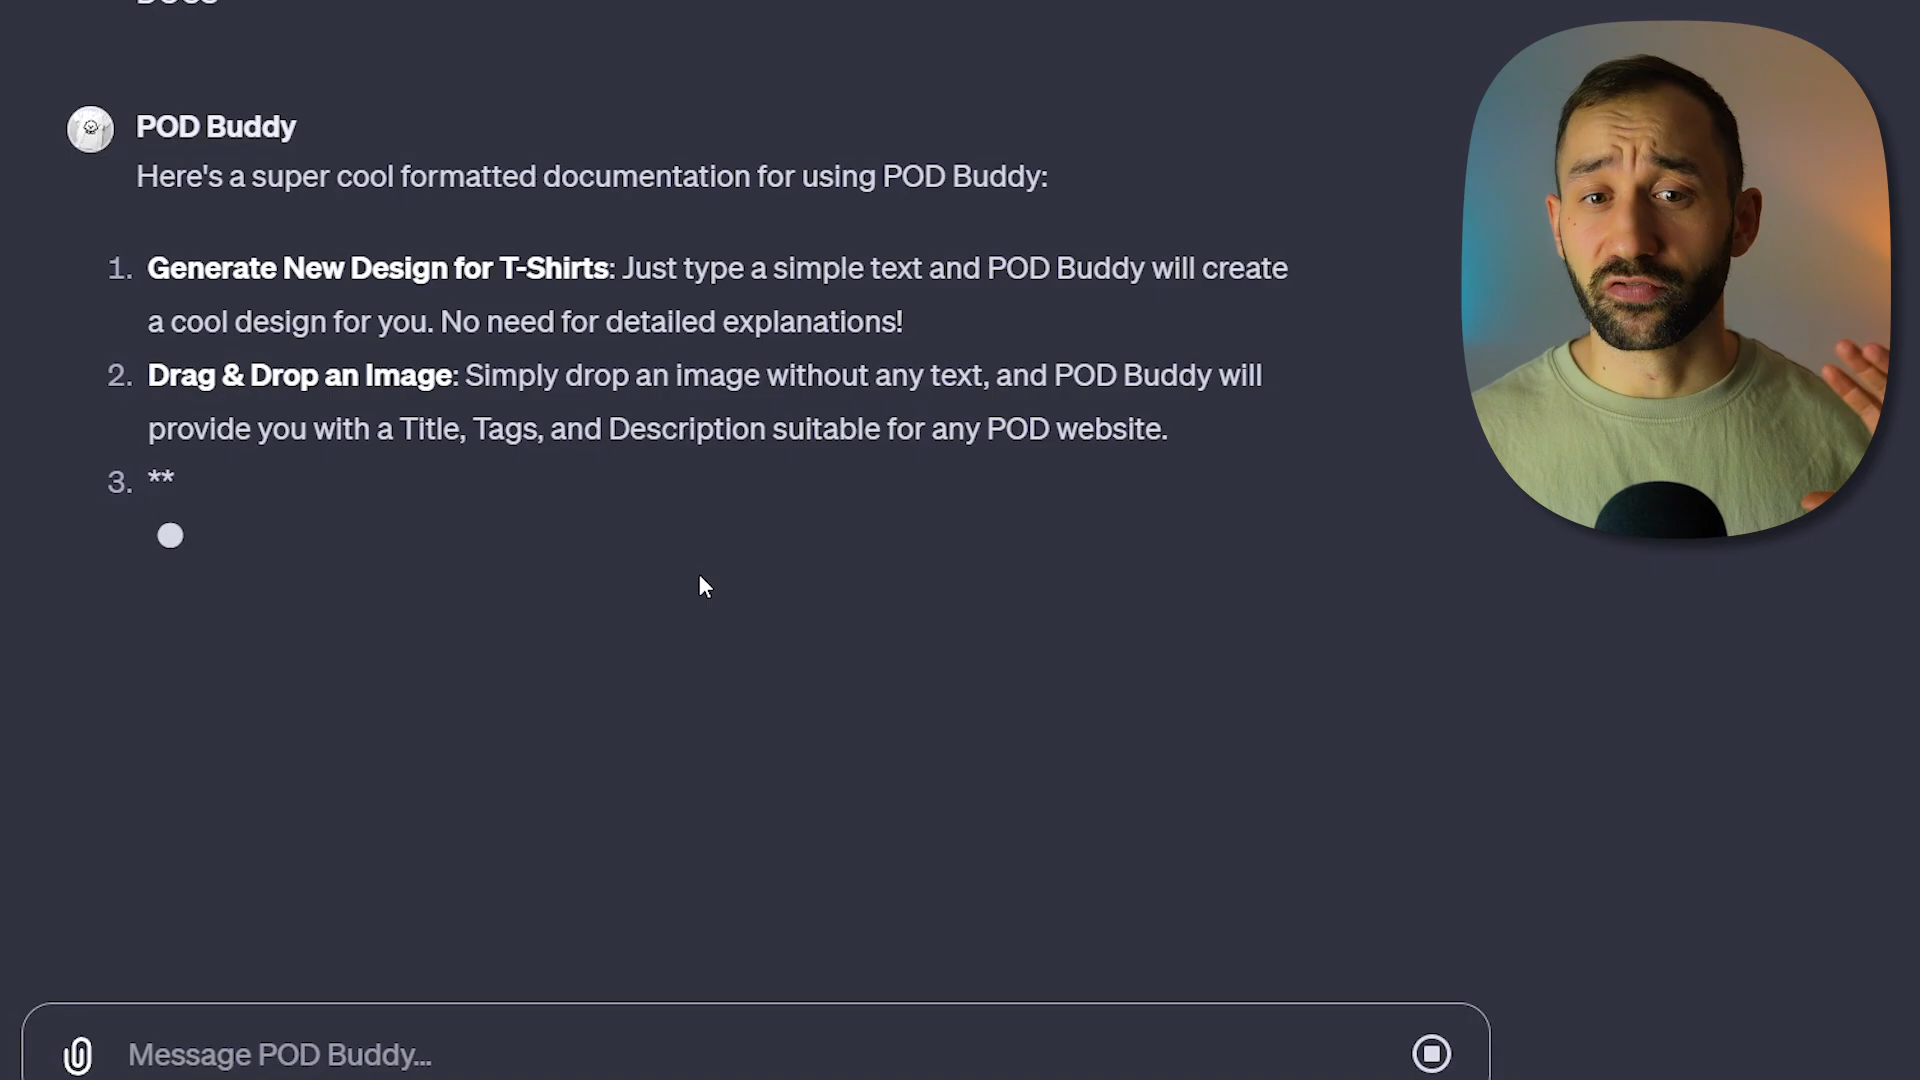 POD Buddy
Here's a super cool formatted documentation for using POD Buddy:
1. Generate New Design for T-Shirts: Just type a simple text and POD Buddy will create
a cool design for you. No need for detailed explanations!
2. Drag & Drop an Image: Simply drop an image without any text, and POD Buddy will
provide you with a Title, Tags, and Description suitable for any POD website.
3. **
Message POD Buddy...